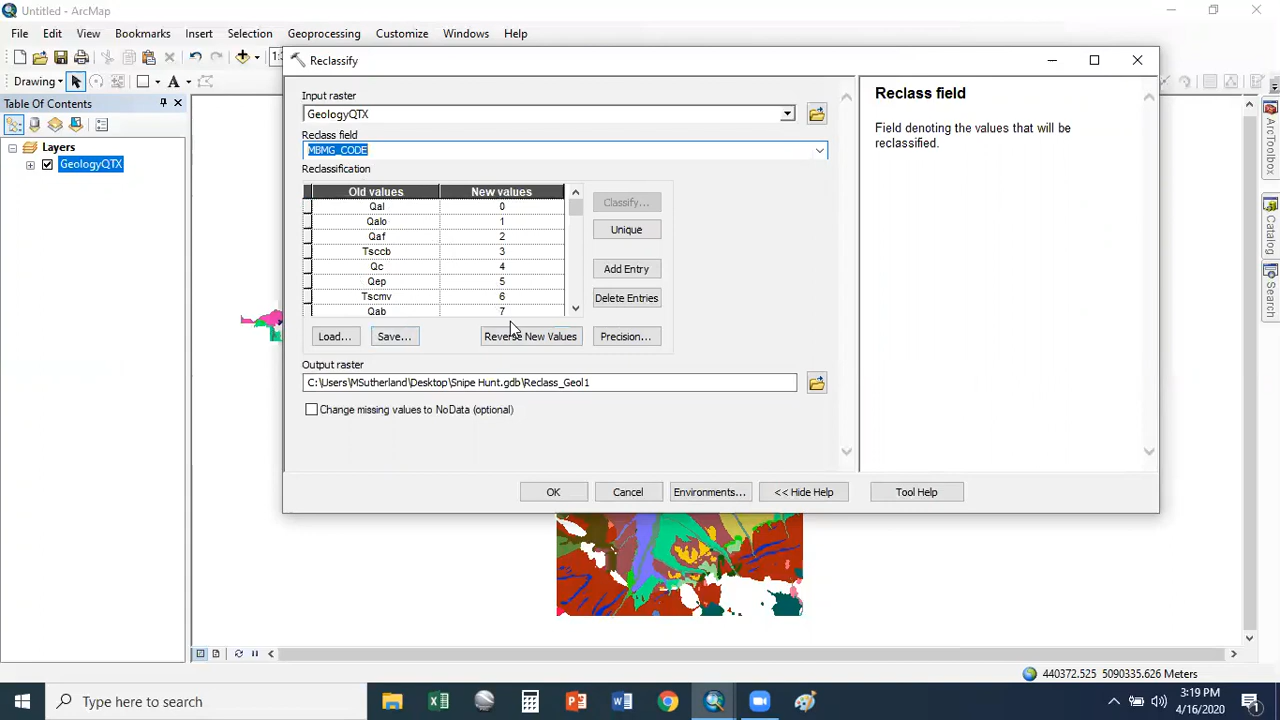 Untitled - ArcMap
File Edit View Bookmarks Insert Selection Geoprocessing Customize Windows Help
Drawing
A
Table Of Contents
Layers
GeologyQTX
Reclassify
Input raster
GeologyQTX
Reclass field
MBMG_CODE
Reclassification
Old values New values
Qal 0
Qalo 1
Qaf 2
Tsccb 3
Qc 4
Qep 5
Tscmv 6
Qab 7
Classify...
Unique
Add Entry
Delete Entries
Load... Save... Reverse New Values Precision...
Output raster
C:\Users\MSutherland\Desktop\Snipe Hunt.gdb\Reclass_Geol1
Change missing values to NoData (optional)
OK Cancel Environments... << Hide Help Tool Help
Reclass field
Field denoting the values that will be
reclassified.
ArcToolbox
Catalog
Search
440372.525 5090335.626 Meters
Type here to search
3:19 PM
4/16/2020
1